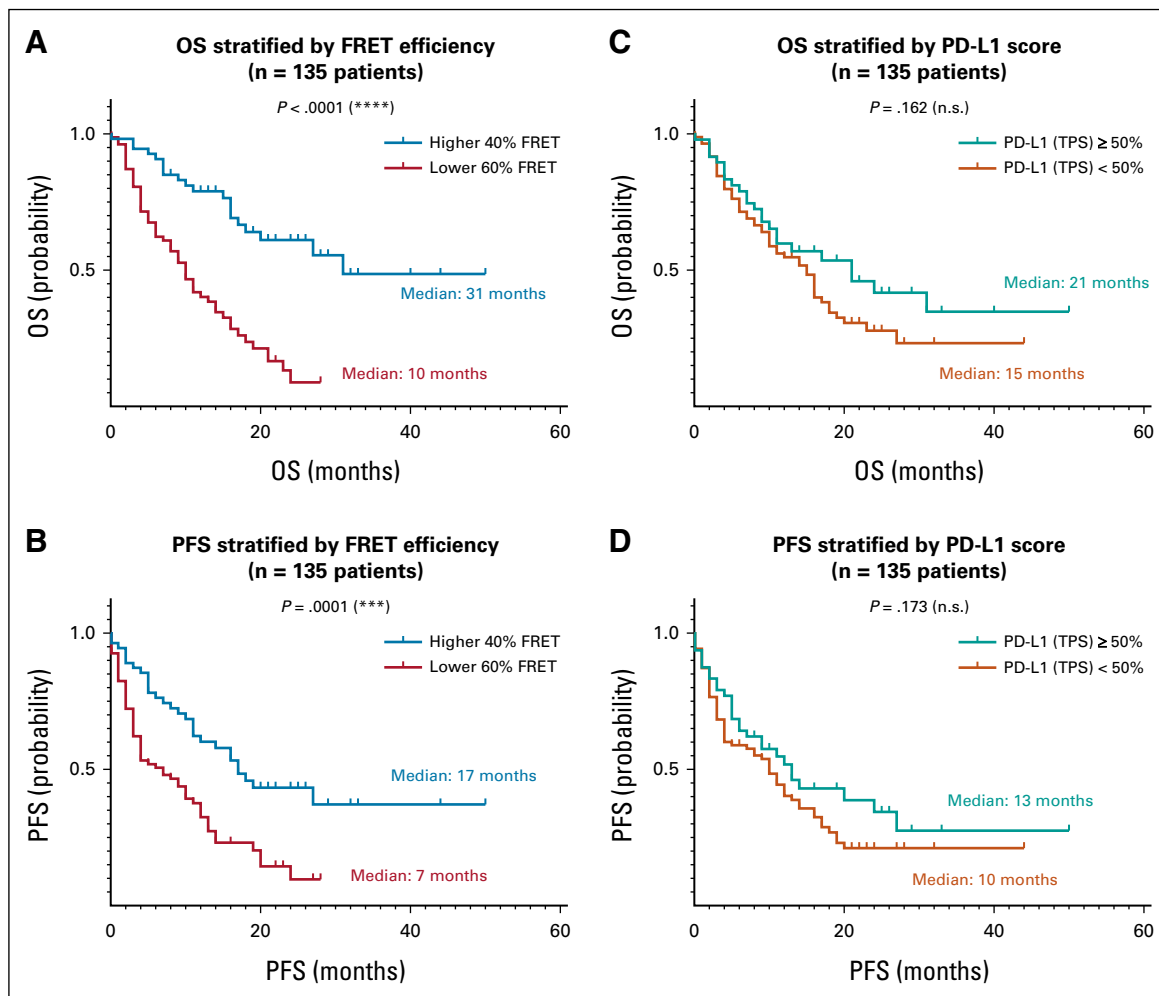 A
OS stratified by FRET efficiency
(n = 135 patients)
P < .0001 (****)
Higher 40% FRET
Lower 60% FRET
1.0
0.5
OS (probability)
Median: 31 months
Median: 10 months
0
20
40
60
OS (months)
C
OS stratified by PD-L1 score
(n = 135 patients)
P = .162 (n.s.)
PD-L1 (TPS) ≥ 50%
PD-L1 (TPS) < 50%
1.0
0.5
OS (probability)
Median: 21 months
Median: 15 months
0
20
40
60
OS (months)
B
PFS stratified by FRET efficiency
(n = 135 patients)
P = .0001 (***)
Higher 40% FRET
Lower 60% FRET
1.0
0.5
PFS (probability)
Median: 17 months
Median: 7 months
0
20
40
60
PFS (months)
D
PFS stratified by PD-L1 score
(n = 135 patients)
P = .173 (n.s.)
PD-L1 (TPS) ≥ 50%
PD-L1 (TPS) < 50%
1.0
0.5
PFS (probability)
Median: 13 months
Median: 10 months
0
20
40
60
PFS (months)